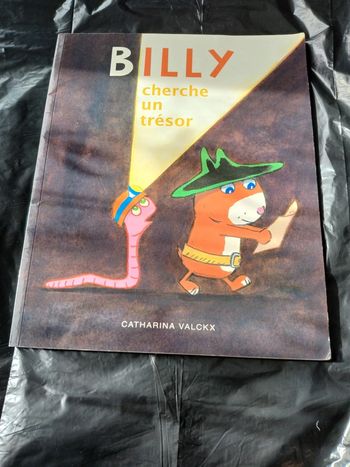 BILLY
cherche
un
trésor
CATHARINA VALCKX